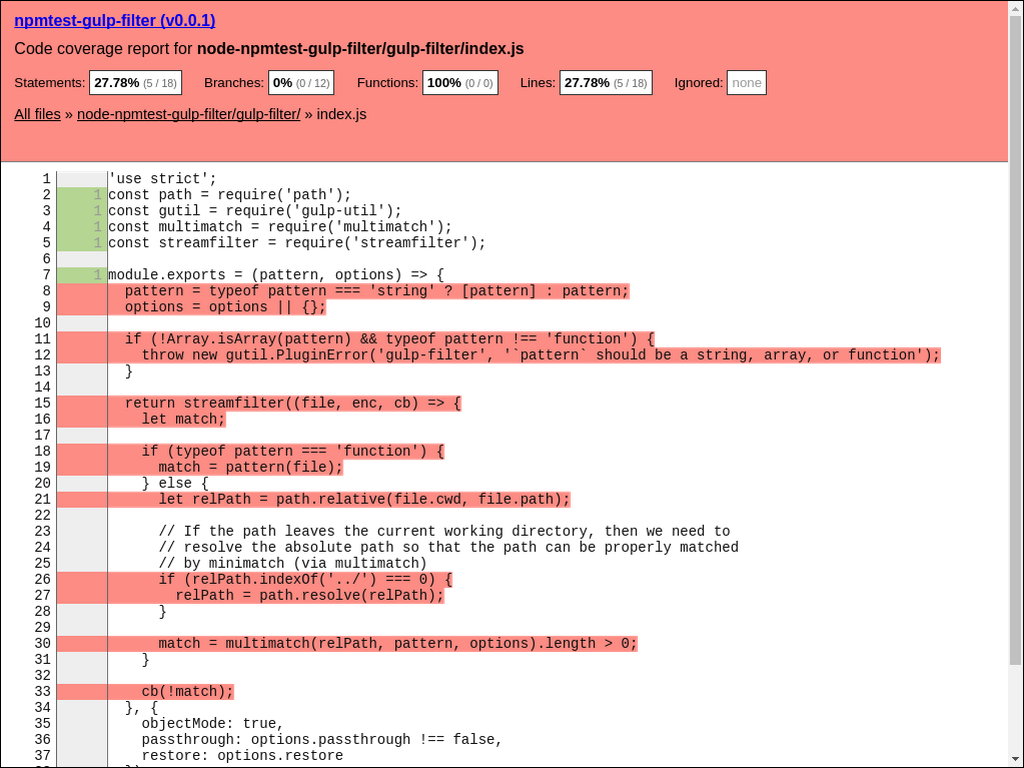 npmtest-gulp-filter (v0.0.1)
Code coverage report for node-npmtest-gulp-filter/gulp-filter/index.js
Statements: 27.78% (5 / 18) Branches: 0% (0 / 12) Functions: 100% (0 / 0) Lines: 27.78% (5 / 18) Ignored: none
All files » node-npmtest-gulp-filter/gulp-filter/ » index.js
1 'use strict';
2 1 const path = require('path');
3 1 const gutil = require('gulp-util');
4 1 const multimatch = require('multimatch');
5 1 const streamfilter = require('streamfilter');
6
7 1 module.exports = (pattern, options) => {
8 pattern = typeof pattern === 'string' ? [pattern] : pattern;
9 options = options || {};
10
11 if (!Array.isArray(pattern) && typeof pattern !== 'function') {
12 throw new gutil.PluginError('gulp-filter', '`pattern` should be a string, array, or function');
13 }
14
15 return streamfilter((file, enc, cb) => {
16 let match;
17
18 if (typeof pattern === 'function') {
19 match = pattern(file);
20 } else {
21 let relPath = path.relative(file.cwd, file.path);
22
23 // If the path leaves the current working directory, then we need to
24 // resolve the absolute path so that the path can be properly matched
25 // by minimatch (via multimatch)
26 if (relPath.indexOf('../') === 0) {
27 relPath = path.resolve(relPath);
28 }
29
30 match = multimatch(relPath, pattern, options).length > 0;
31 }
32
33 cb(!match);
34 }, {
35 objectMode: true,
36 passthrough: options.passthrough !== false,
37 restore: options.restore